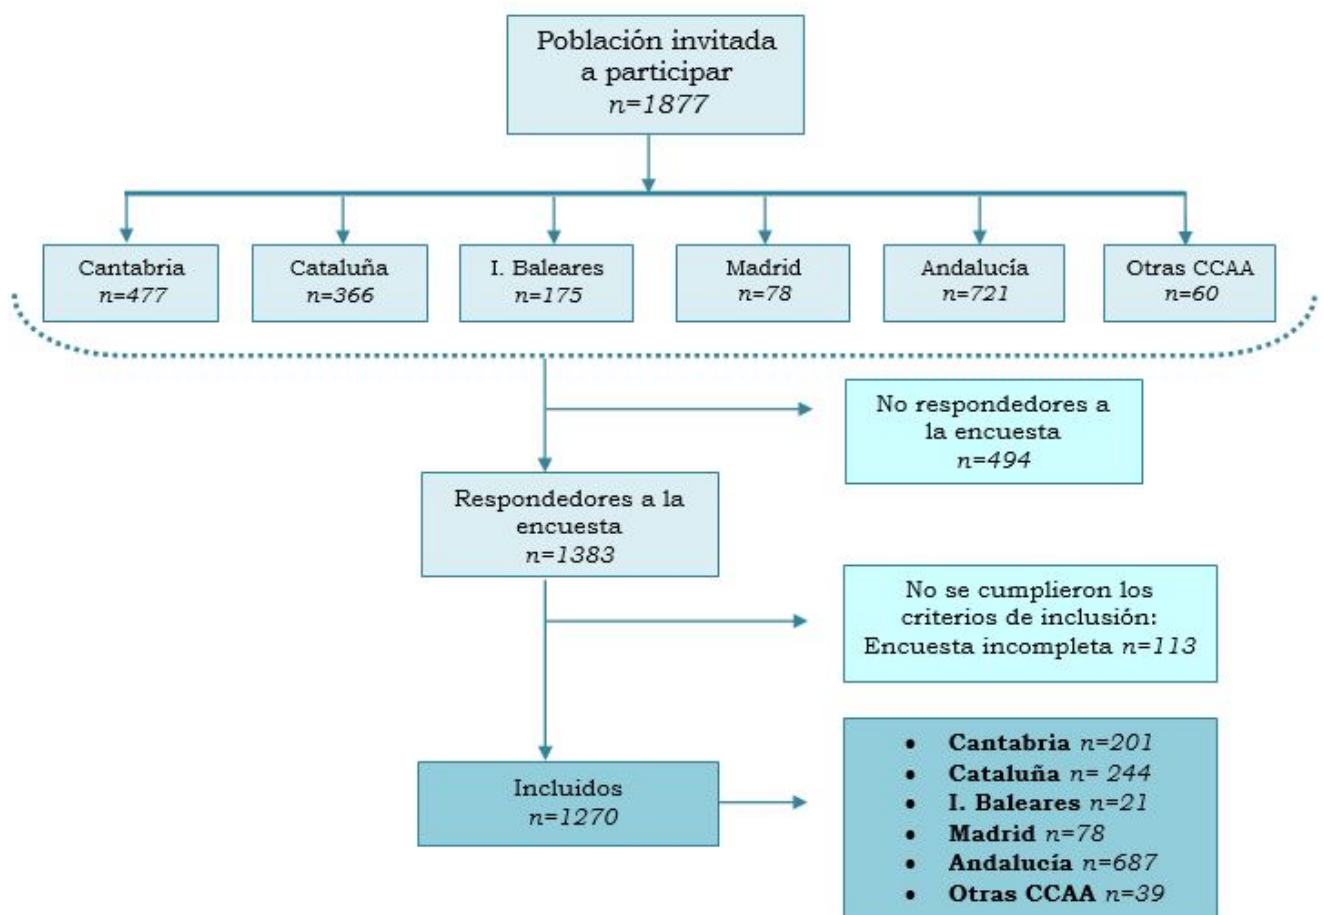 Población invitada
a participar
n=1877
Cantabria
n=477
Cataluña
n=366
I. Baleares
n=175
Madrid
n=78
Andalucía
n=721
Otras CCAA
n=60
No respondedores a
la encuesta
n=494
Respondedores a la
encuesta
n=1383
No se cumplieron los
criterios de inclusión:
Encuesta incompleta n=113
Incluidos
n=1270
• Cantabria n=201
• Cataluña n= 244
• I. Baleares n=21
• Madrid n=78
• Andalucía n=687
• Otras CCAA n=39